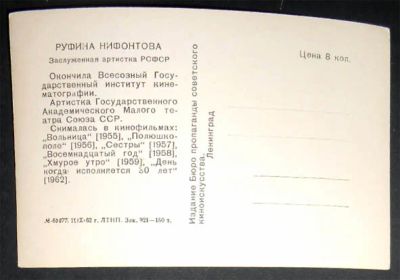 РУФИНА НИФОНТОВА
Заслуженная артистка РСФСР
Окончила Всесоюзный Госу-
дарственный институт кине-
матографии.
Артистка Государственного
Академического Малого те-
атра Союза ССР.
Снималась в кинофильмах:
„Вольница" [1955], „Полюшко-
поле" [1956], „Сестры" [1957],
„Восемнадцатый год" [1958],
„Хмурое утро" [1959], „День
когда исполняется 30 лет"
[1962].
Цена 8 коп.
Издание Бюро пропаганды советского
киноискусства.
Ленинград